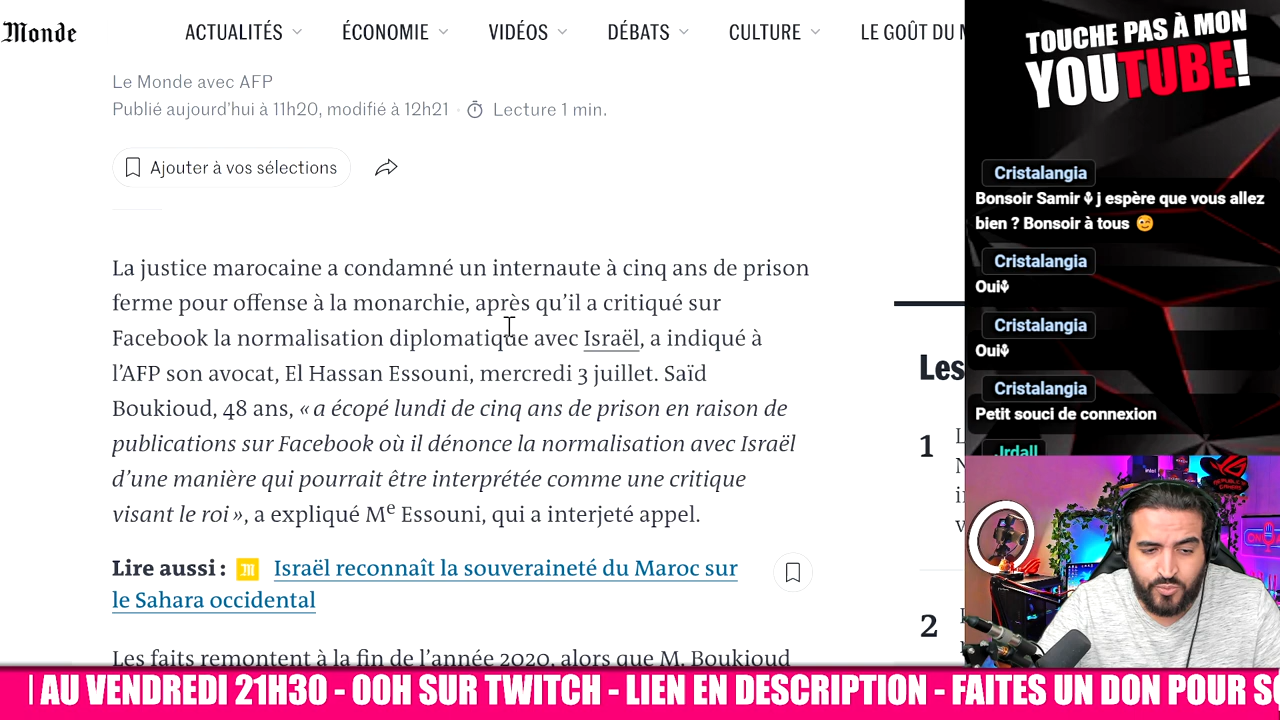 Monde
ACTUALITÉS
ÉCONOMIE
VIDÉOS
DÉBATS
CULTURE
LE GOÛT DU
Le Monde avec AFP
Publié aujourd'hui à 11h20, modifié à 12h21 · Lecture 1 min.
Ajouter à vos sélections
La justice marocaine a condamné un internaute à cinq ans de prison
ferme pour offense à la monarchie, après qu'il a critiqué sur
Facebook la normalisation diplomatique avec Israël, a indiqué à
l'AFP son avocat, El Hassan Essouni, mercredi 3 juillet. Saïd
Boukioud, 48 ans, « a écopé lundi de cinq ans de prison en raison de
publications sur Facebook où il dénonce la normalisation avec Israël
d'une manière qui pourrait être interprétée comme une critique
visant le roi », a expliqué Me Essouni, qui a interjeté appel.
Lire aussi : Israël reconnaît la souveraineté du Maroc sur
le Sahara occidental
Les faits remontent à la fin de l'année 2020, alors que M. Boukioud
Les
1
2
TOUCHE PAS À MON
YOUTUBE!
Cristalangia
Bonsoir Samir j espère que vous allez
bien ? Bonsoir à tous 😉
Cristalangia
Oui
Cristalangia
Oui
Cristalangia
Petit souci de connexion
Jrdall
AU VENDREDI 21H30 - 00H SUR TWITCH - LIEN EN DESCRIPTION - FAITES UN DON POUR